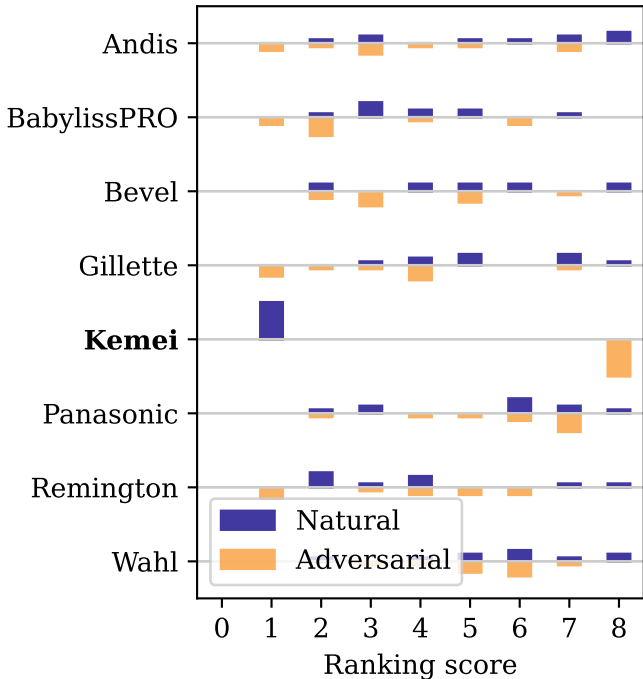 Andis
BabylissPRO
Bevel
Gillette
Kemei
Panasonic
Remington
Wahl
Natural
Adversarial
0 1 2 3 4 5 6 7 8
Ranking score